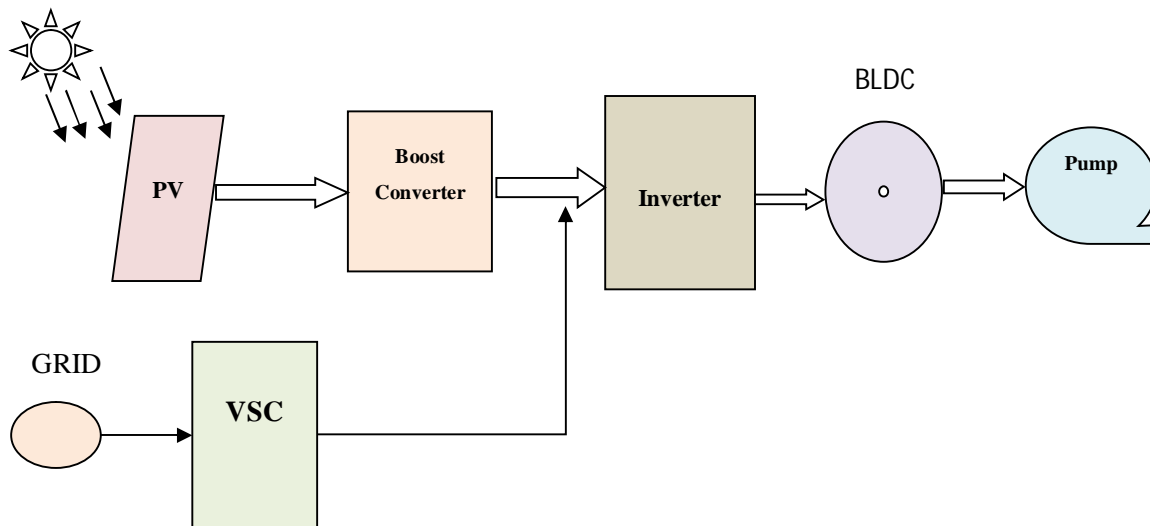 BLDC
PV
Boost
Converter
Inverter
Pump
GRID
VSC